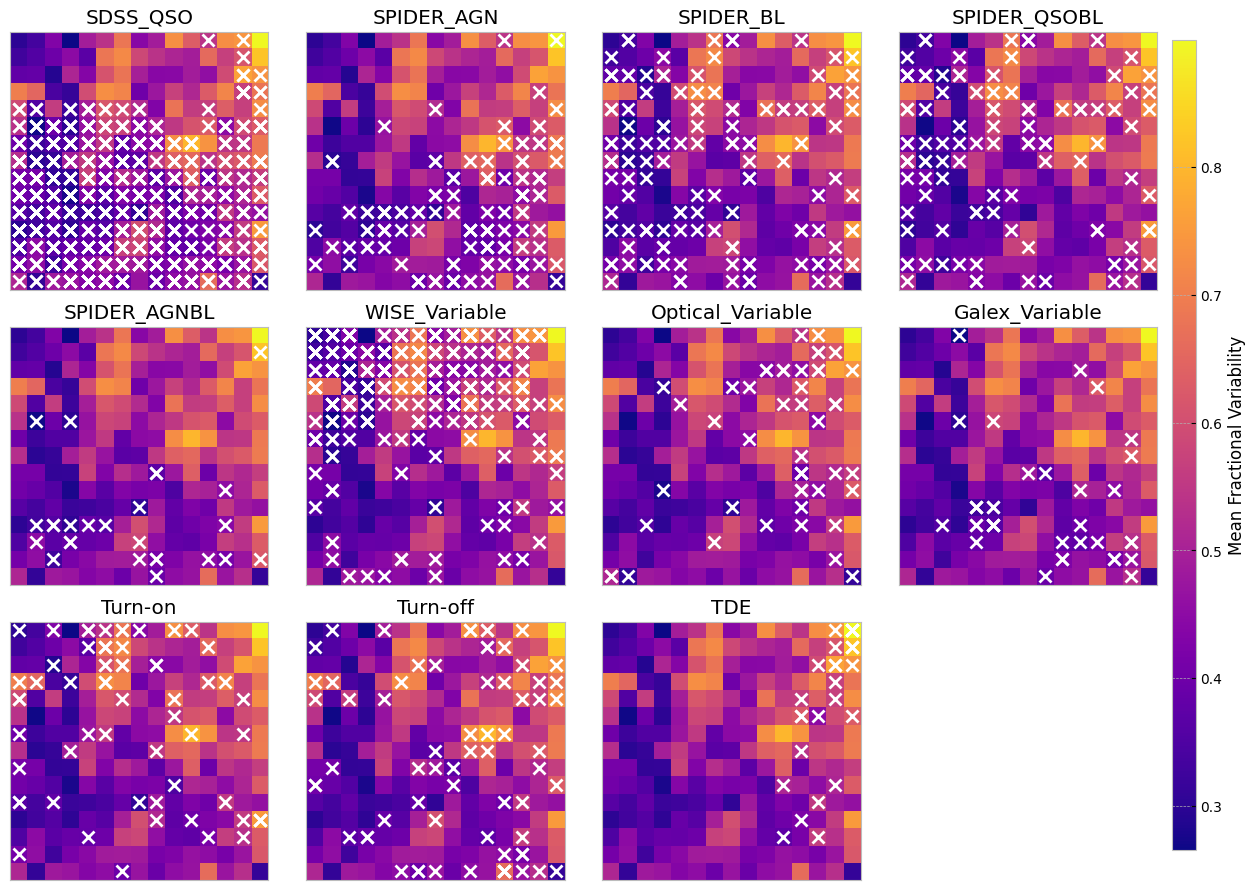 SDSS_QSO
SPIDER_AGN
SPIDER_BL
SPIDER_QSOBL
SPIDER_AGNBL
WISE_Variable
Optical_Variable
Galex_Variable
Turn-on
Turn-off
TDE
0.8
0.7
0.6
0.5
0.4
0.3
Mean Fractional Variability